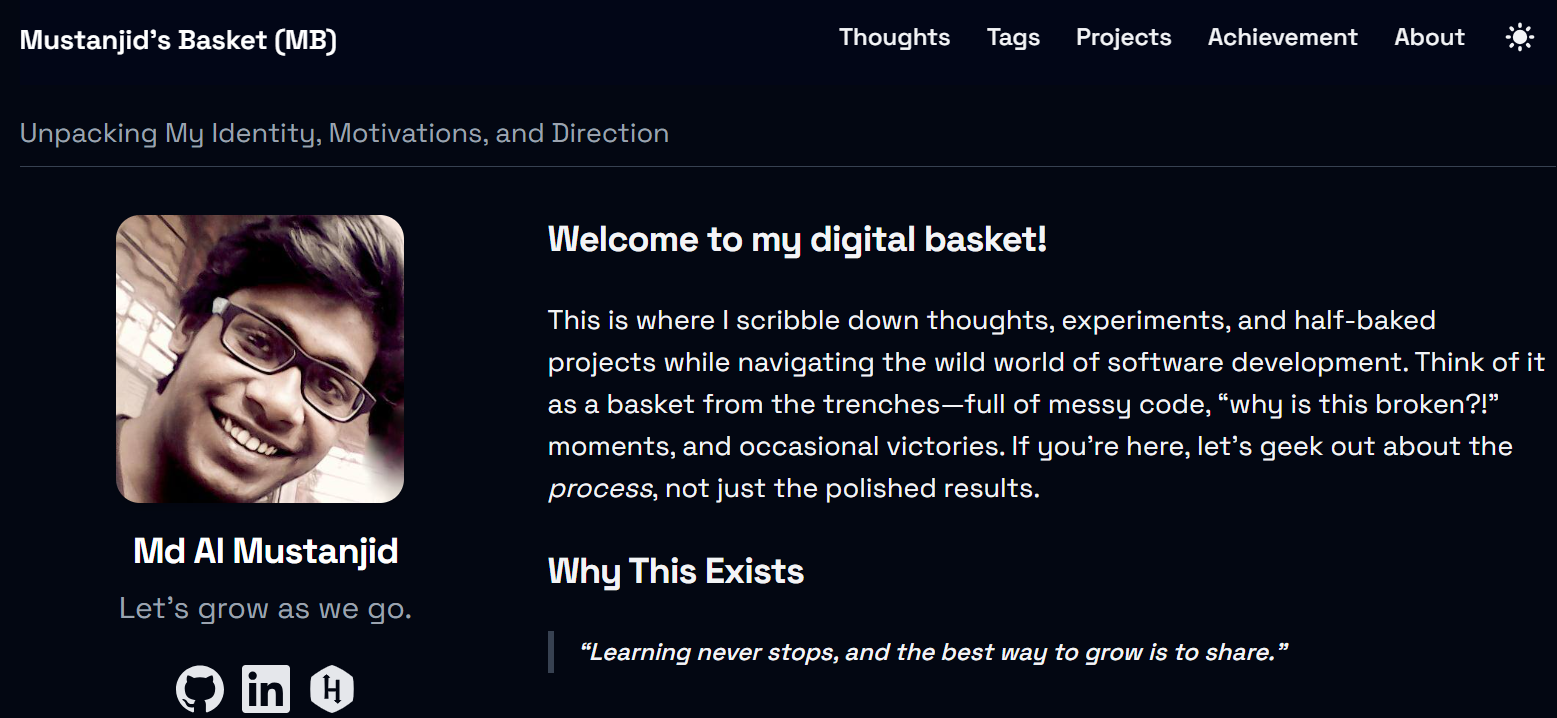 Mustanjid’s Basket (MB)
Thoughts Tags Projects Achievement About
Unpacking My Identity, Motivations, and Direction
Md Al Mustanjid
Let’s grow as we go.
in
H
Welcome to my digital basket!
This is where I scribble down thoughts, experiments, and half-baked
projects while navigating the wild world of software development. Think of it
as a basket from the trenches—full of messy code, “why is this broken?!”
moments, and occasional victories. If you’re here, let’s geek out about the
process, not just the polished results.
Why This Exists
“Learning never stops, and the best way to grow is to share.”